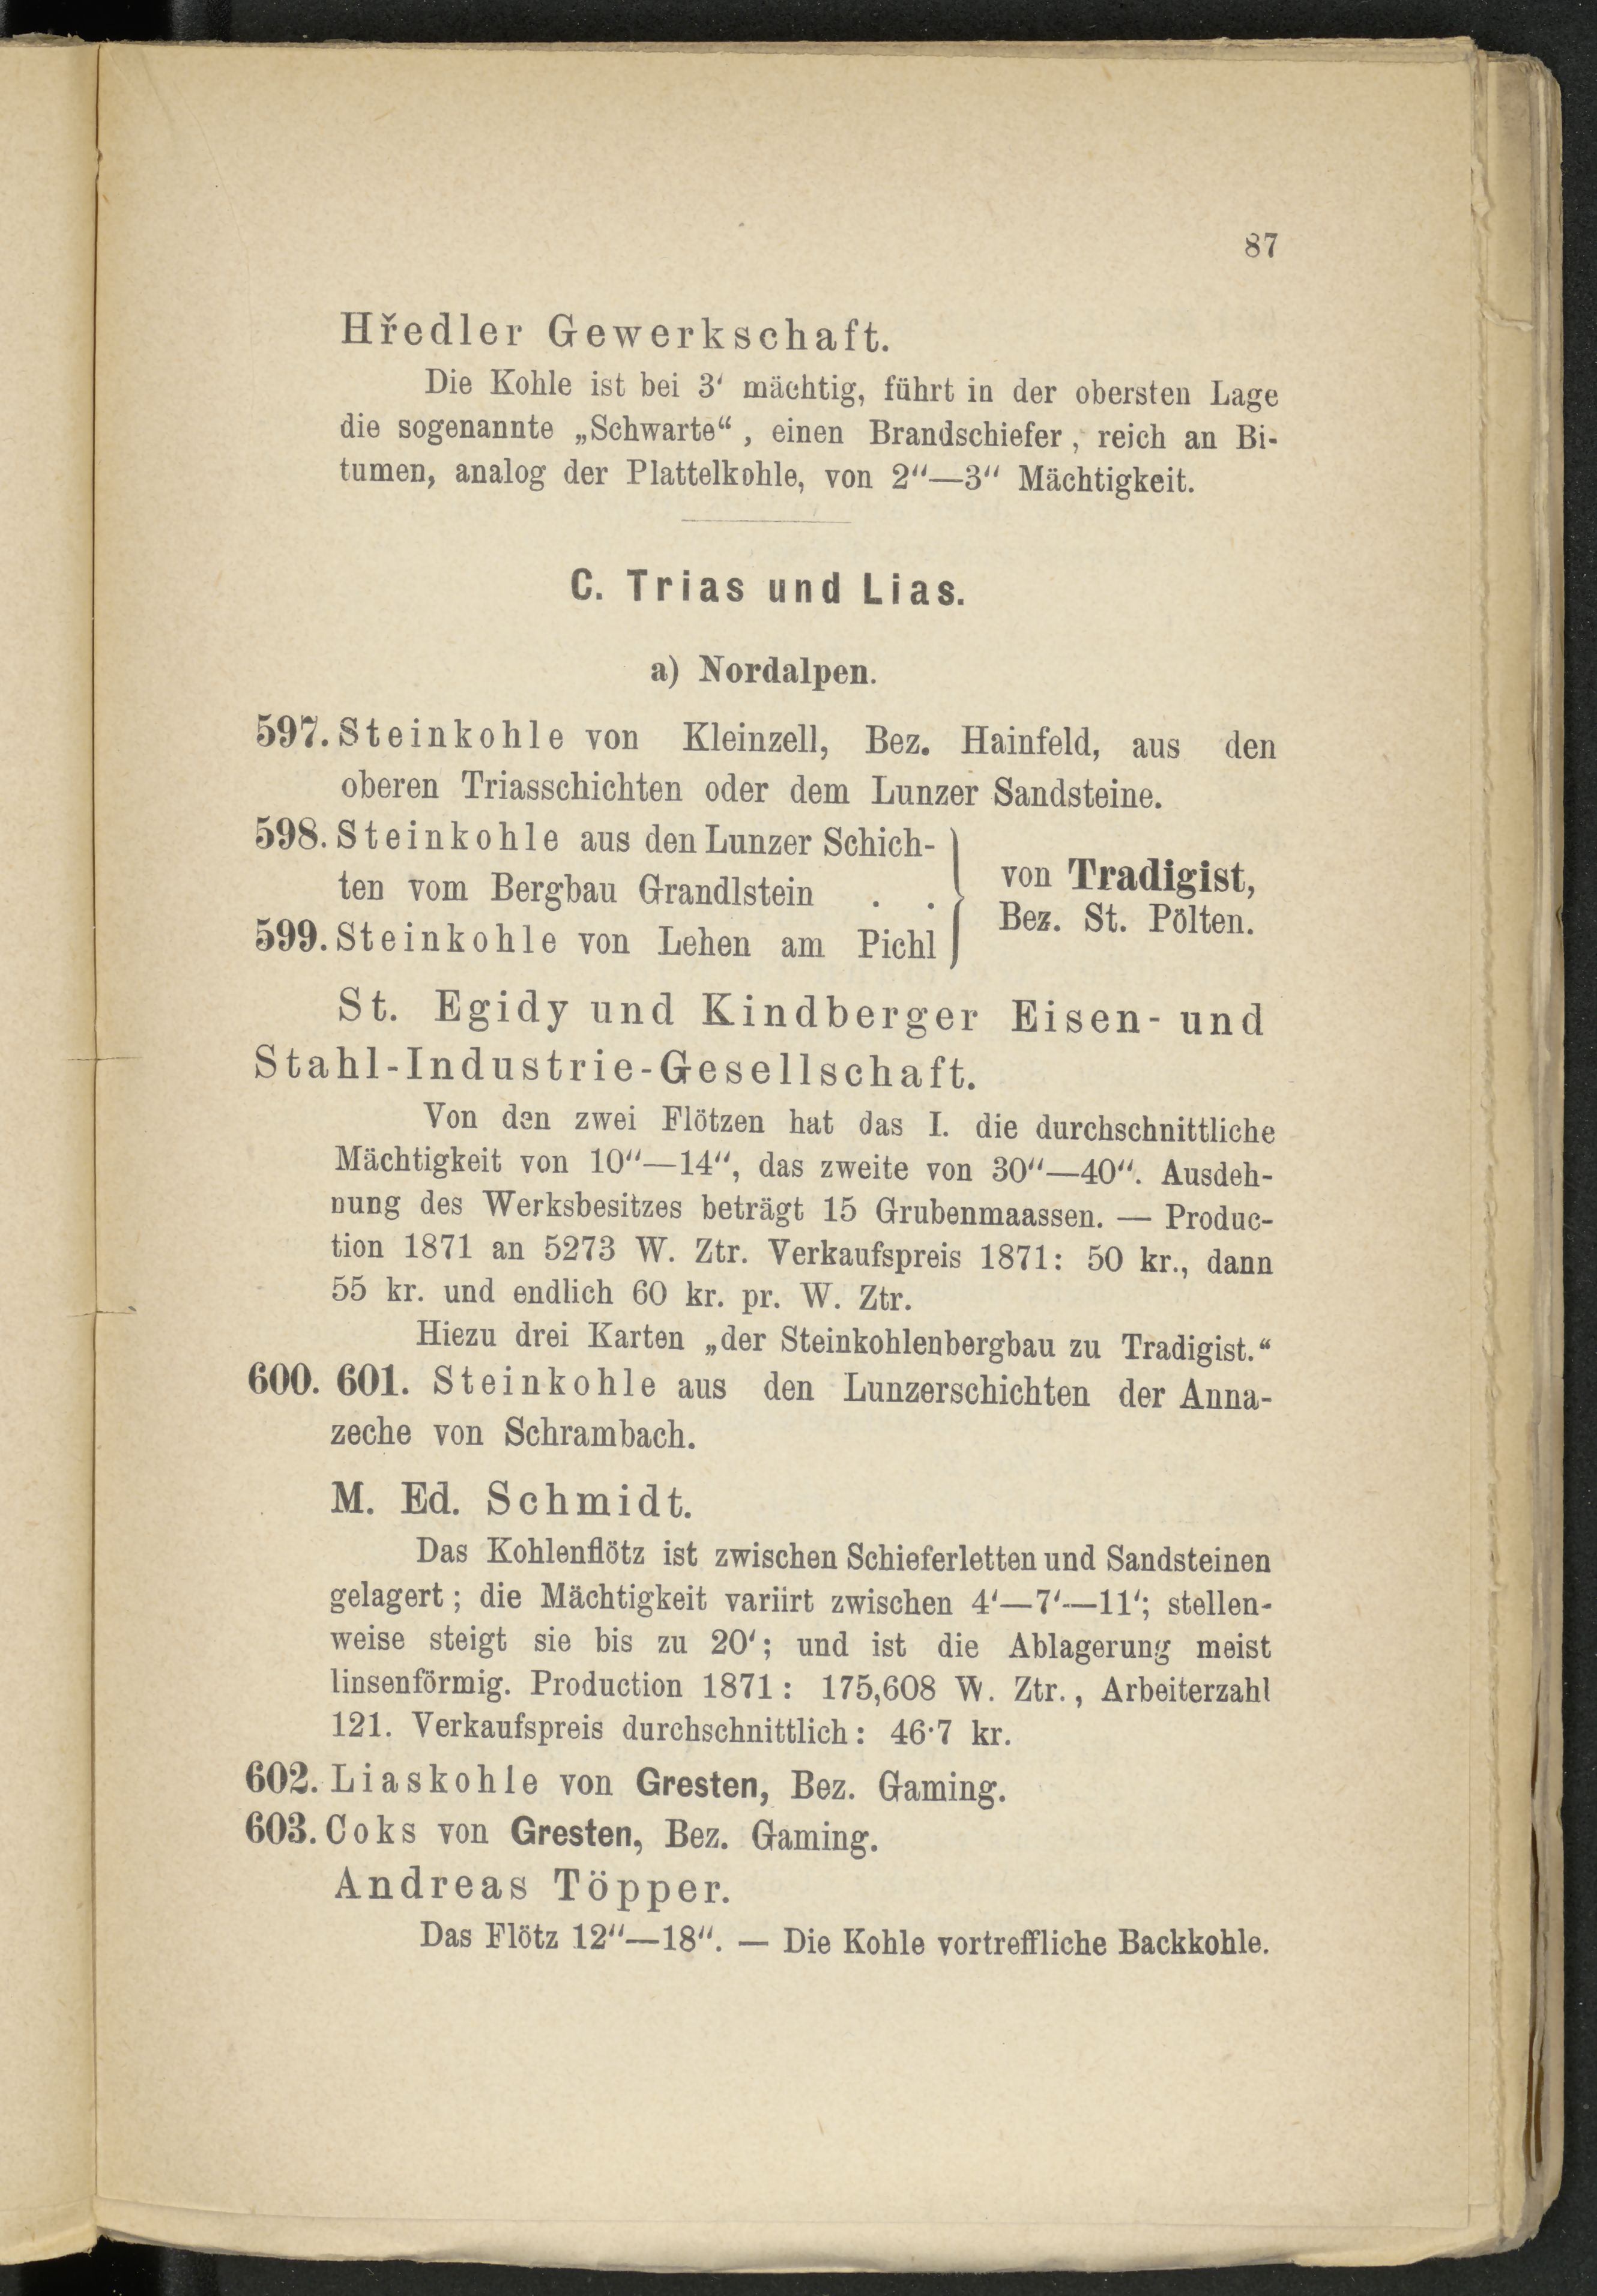 87
Hředler Gewerkschaft.
Die Kohle ist bei 3' mächtig, führt in der obersten Lage
die sogenannte „Schwarte“, einen Brandschiefer, reich an Bi-
tumen, analog der Plattelkohle, von 2"—3" Mächtigkeit.
C. Trias und Lias.
a) Nordalpen.
597. Steinkohle von Kleinzell, Bez. Hainfeld, aus den
oberen Triasschichten oder dem Lunzer Sandsteine.
598. Steinkohle aus den Lunzer Schich-
ten vom Bergbau Grandlstein . .
599. Steinkohle von Lehen am Pichl
von Tradigist,
Bez. St. Pölten.
St. Egidy und Kindberger Eisen- und
Stahl-Industrie-Gesellschaft.
Von den zwei Flötzen hat das I. die durchschnittliche
Mächtigkeit von 10"—14", das zweite von 30"—40". Ausdeh-
nung des Werksbesitzes beträgt 15 Grubenmaassen. — Produc-
tion 1871 an 5273 W. Ztr. Verkaufspreis 1871: 50 kr., dann
55 kr. und endlich 60 kr. pr. W. Ztr.
Hiezu drei Karten „der Steinkohlenbergbau zu Tradigist.“
600. 601. Steinkohle aus den Lunzerschichten der Anna-
zeche von Schrambach.
M. Ed. Schmidt.
Das Kohlenflötz ist zwischen Schieferletten und Sandsteinen
gelagert; die Mächtigkeit variirt zwischen 4'—7'—11'; stellen-
weise steigt sie bis zu 20'; und ist die Ablagerung meist
linsenförmig. Production 1871: 175,608 W. Ztr., Arbeiterzahl
121. Verkaufspreis durchschnittlich: 46·7 kr.
602. Liaskohle von Gresten, Bez. Gaming.
603. Coks von Gresten, Bez. Gaming.
Andreas Töpper.
Das Flötz 12"—18". — Die Kohle vortreffliche Backkohle.